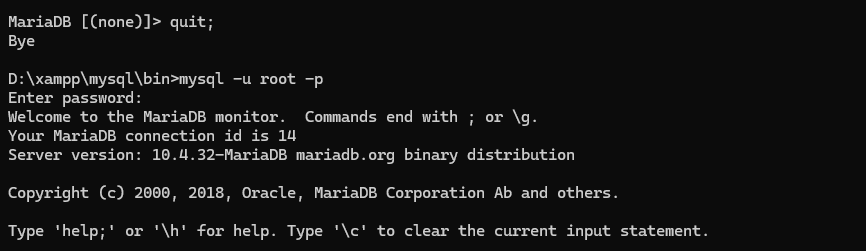 MariaDB [(none)]> quit;
Bye
D:\xampp\mysql\bin>mysql -u root -p
Enter password:
Welcome to the MariaDB monitor.  Commands end with ; or \g.
Your MariaDB connection id is 14
Server version: 10.4.32-MariaDB mariadb.org binary distribution
Copyright (c) 2000, 2018, Oracle, MariaDB Corporation Ab and others.
Type 'help;' or '\h' for help. Type '\c' to clear the current input statement.